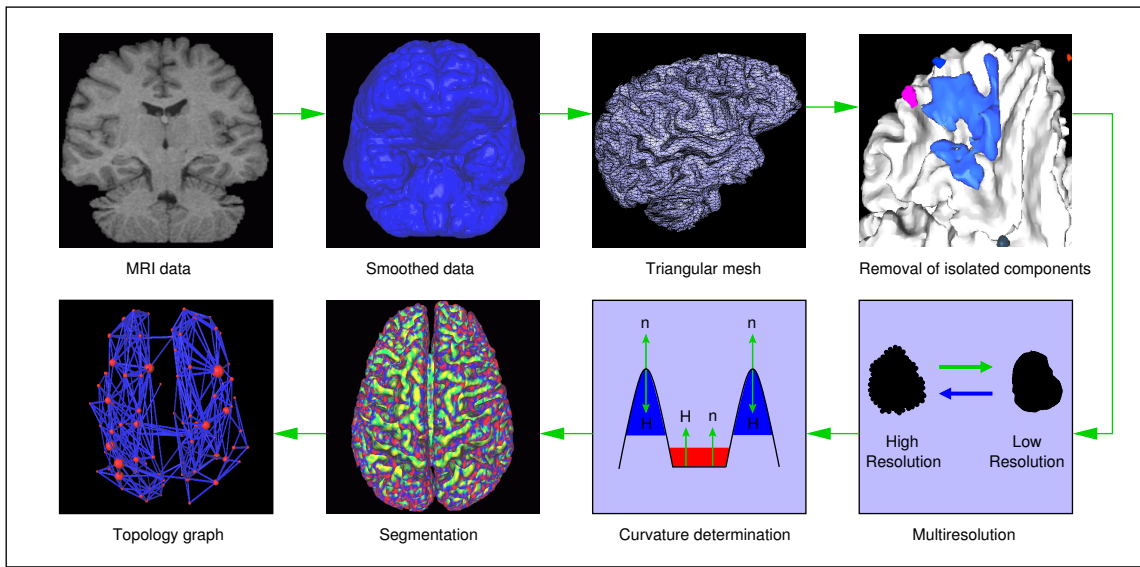 MRI data
Smoothed data
Triangular mesh
Removal of isolated components
n
n
H
H
H
n
High
Resolution
Low
Resolution
Topology graph
Segmentation
Curvature determination
Multiresolution